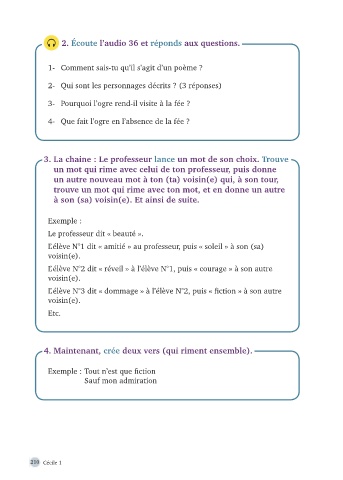 2. Écoute l'audio 36 et réponds aux questions.
1- Comment sais-tu qu'il s'agit d'un poème ?
2- Qui sont les personnages décrits ? (3 réponses)
3- Pourquoi l'ogre rend-il visite à la fée ?
4- Que fait l'ogre en l'absence de la fée ?
3. La chaine : Le professeur lance un mot de son choix. Trouve
un mot qui rime avec celui de ton professeur, puis donne
un autre nouveau mot à ton (ta) voisin(e) qui, à son tour,
trouve un mot qui rime avec ton mot, et en donne un autre
à son (sa) voisin(e). Et ainsi de suite.
Exemple :
Le professeur dit « beauté ».
L'élève N°1 dit « amitié » au professeur, puis « soleil » à son (sa)
voisin(e).
L'élève N°2 dit « réveil » à l'élève N°1, puis « courage » à son autre
voisin(e).
L'élève N°3 dit « dommage » à l'élève N°2, puis « fiction » à son autre
voisin(e).
Etc.
4. Maintenant, crée deux vers (qui riment ensemble).
Exemple : Tout n'est que fiction
Sauf mon admiration
210 Cécile 1